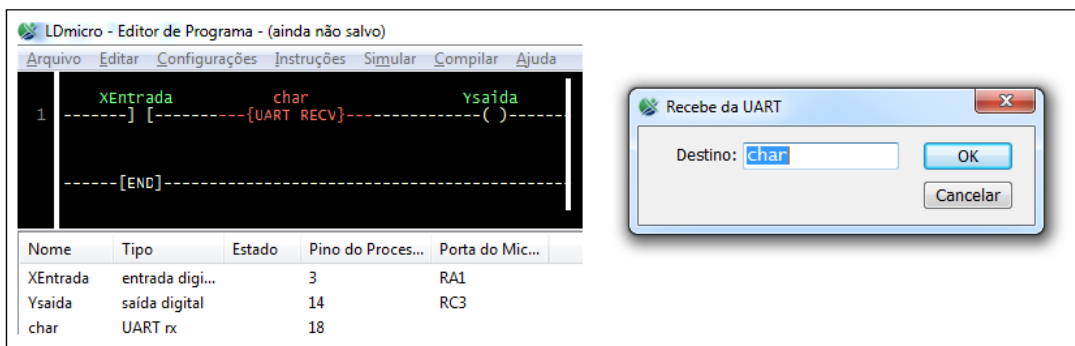 LDmicro - Editor de Programa - (ainda não salvo)
Arquivo Editar Configurações Instruções Simular Compilar Ajuda
XEntrada char Ysaida
1 -------] [----------{UART RECV}----------------( )------
------[END]------------------------------------------
Nome Tipo Estado Pino do Proces... Porta do Mic...
XEntrada entrada digi... 3 RA1
Ysaida saída digital 14 RC3
char UART rx 18
Recebe da UART
Destino: char OK
Cancelar